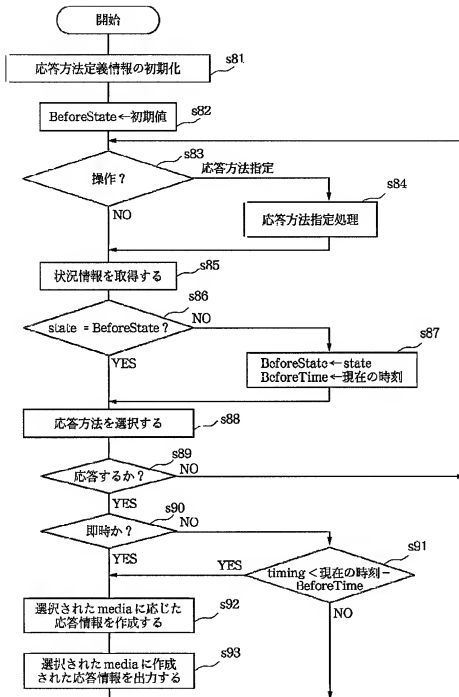 開始
s81
応答方法定義情報の初期化
s82
BeforeState←初期値
s83
操作？
応答方法指定
s84
NO
応答方法指定処理
s85
状況情報を取得する
s86
state = BeforeState？
NO
s87
YES
BeforeState←state
BeforeTime←現在の時刻
応答方法を選択する
s88
s89
応答するか？
NO
YES
s90
即時か？
NO
YES
s91
YES
timing＜現在の時刻－
BeforeTime
NO
s92
選択されたmediaに応じた
応答情報を作成する
s93
選択されたmediaに作成
された応答情報を出力する